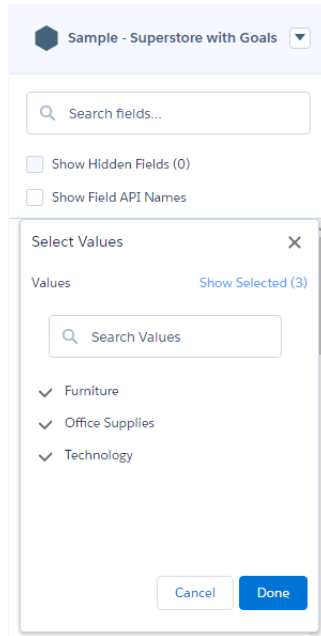 Sample - Superstore with Goals
Search fields...
Show Hidden Fields (0)
Show Field API Names
Select Values
Values Show Selected (3)
Search Values
Furniture
Office Supplies
Technology
Cancel Done